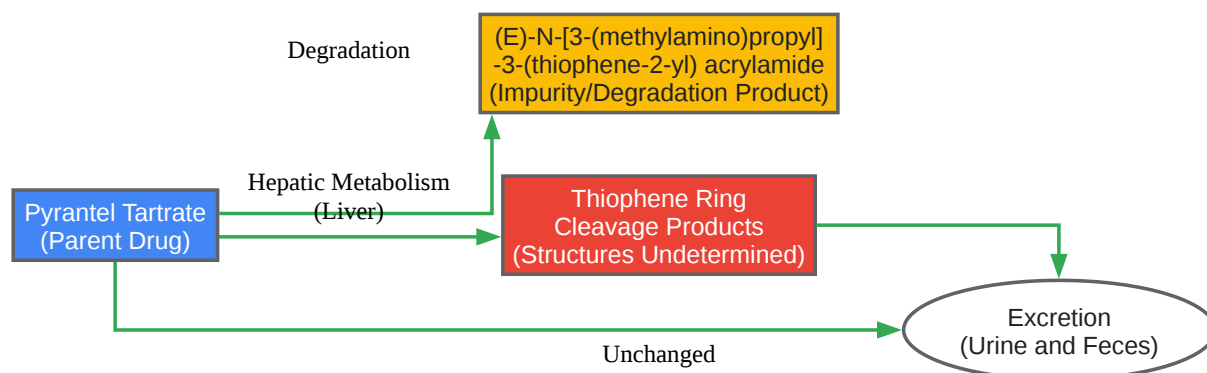 Degradation
(E)-N-[3-(methylamino)propyl]
-3-(thiophene-2-yl) acrylamide
(Impurity/Degradation Product)
Hepatic Metabolism
(Liver)
Pyrantel Tartrate
(Parent Drug)
Thiophene Ring
Cleavage Products
(Structures Undetermined)
Unchanged
Excretion
(Urine and Feces)